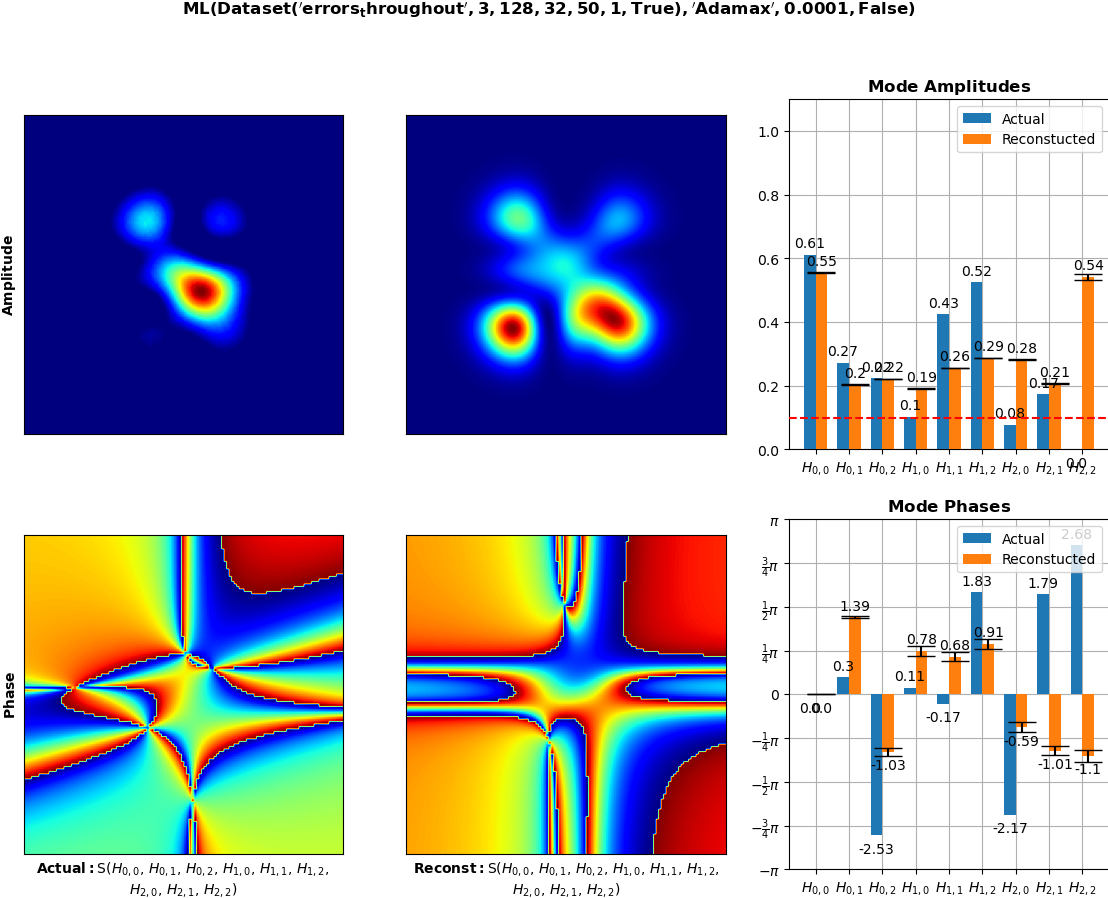 ML(Dataset('errors_throughout', 3, 128, 32, 50, 1, True), 'Adamax', 0.0001, False)
Amplitude
Mode Amplitudes
Actual
Reconstucted
1.0
0.8
0.6
0.4
0.2
0.0
0.61
0.55
0.27
0.2
0.22
0.22
0.1
0.19
0.43
0.26
0.52
0.29
0.08
0.28
0.17
0.21
0.0
0.54
H0,0 H0,1 H0,2 H1,0 H1,1 H1,2 H2,0 H2,1 H2,2
Phase
Actual: S(H0,0, H0,1, H0,2, H1,0, H1,1, H1,2,
H2,0, H2,1, H2,2)
Reconst: S(H0,0, H0,1, H0,2, H1,0, H1,1, H1,2,
H2,0, H2,1, H2,2)
Mode Phases
Actual
Reconstucted
π
3/4π
1/2π
1/4π
0
−1/4π
−1/2π
−3/4π
−π
0.0
0.0
0.3
1.39
-2.53
-1.03
0.11
0.78
-0.17
0.68
1.83
0.91
-2.17
-0.59
1.79
-1.01
2.68
-1.1
H0,0 H0,1 H0,2 H1,0 H1,1 H1,2 H2,0 H2,1 H2,2